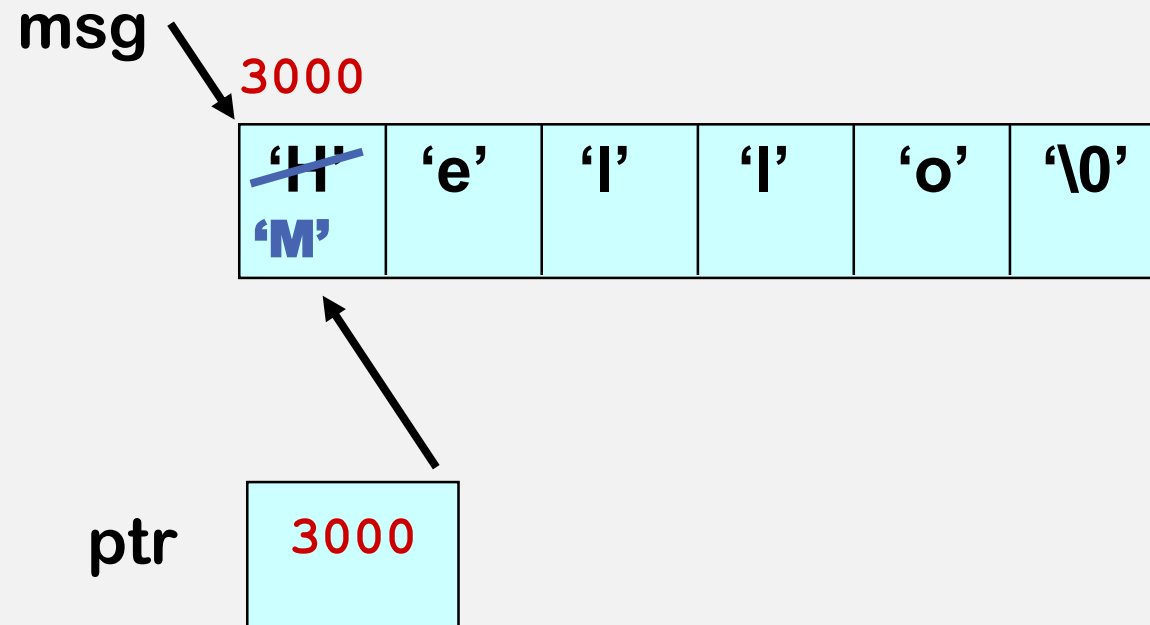 msg
3000
‘H’ ‘e’ ‘l’ ‘l’ ‘o’ ‘\0’
‘M’
ptr 3000